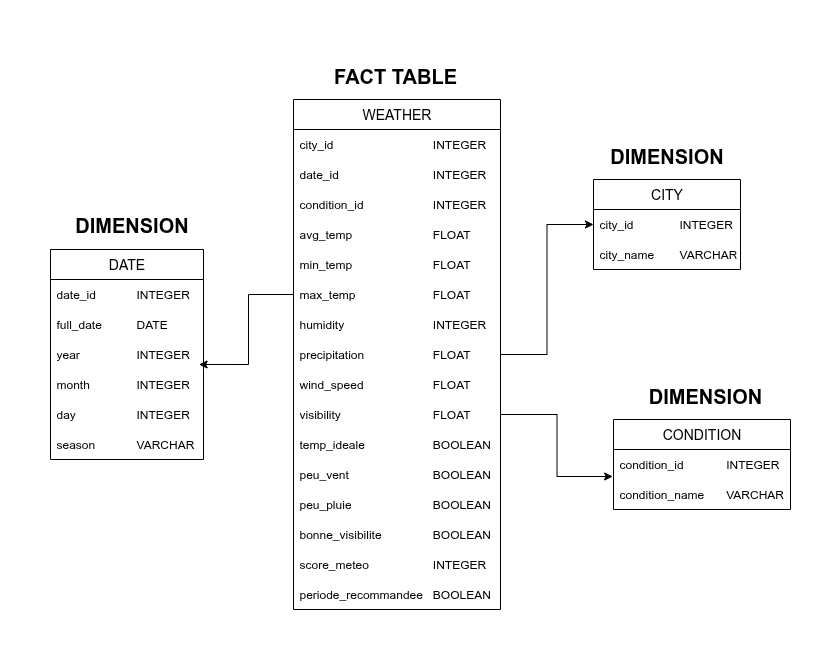 FACT TABLE
WEATHER
city_id INTEGER
date_id INTEGER
condition_id INTEGER
avg_temp FLOAT
min_temp FLOAT
max_temp FLOAT
humidity INTEGER
precipitation FLOAT
wind_speed FLOAT
visibility FLOAT
temp_ideale BOOLEAN
peu_vent BOOLEAN
peu_pluie BOOLEAN
bonne_visibilite BOOLEAN
score_meteo INTEGER
periode_recommandee BOOLEAN
DIMENSION
DATE
date_id INTEGER
full_date DATE
year INTEGER
month INTEGER
day INTEGER
season VARCHAR
DIMENSION
CITY
city_id INTEGER
city_name VARCHAR
DIMENSION
CONDITION
condition_id INTEGER
condition_name VARCHAR